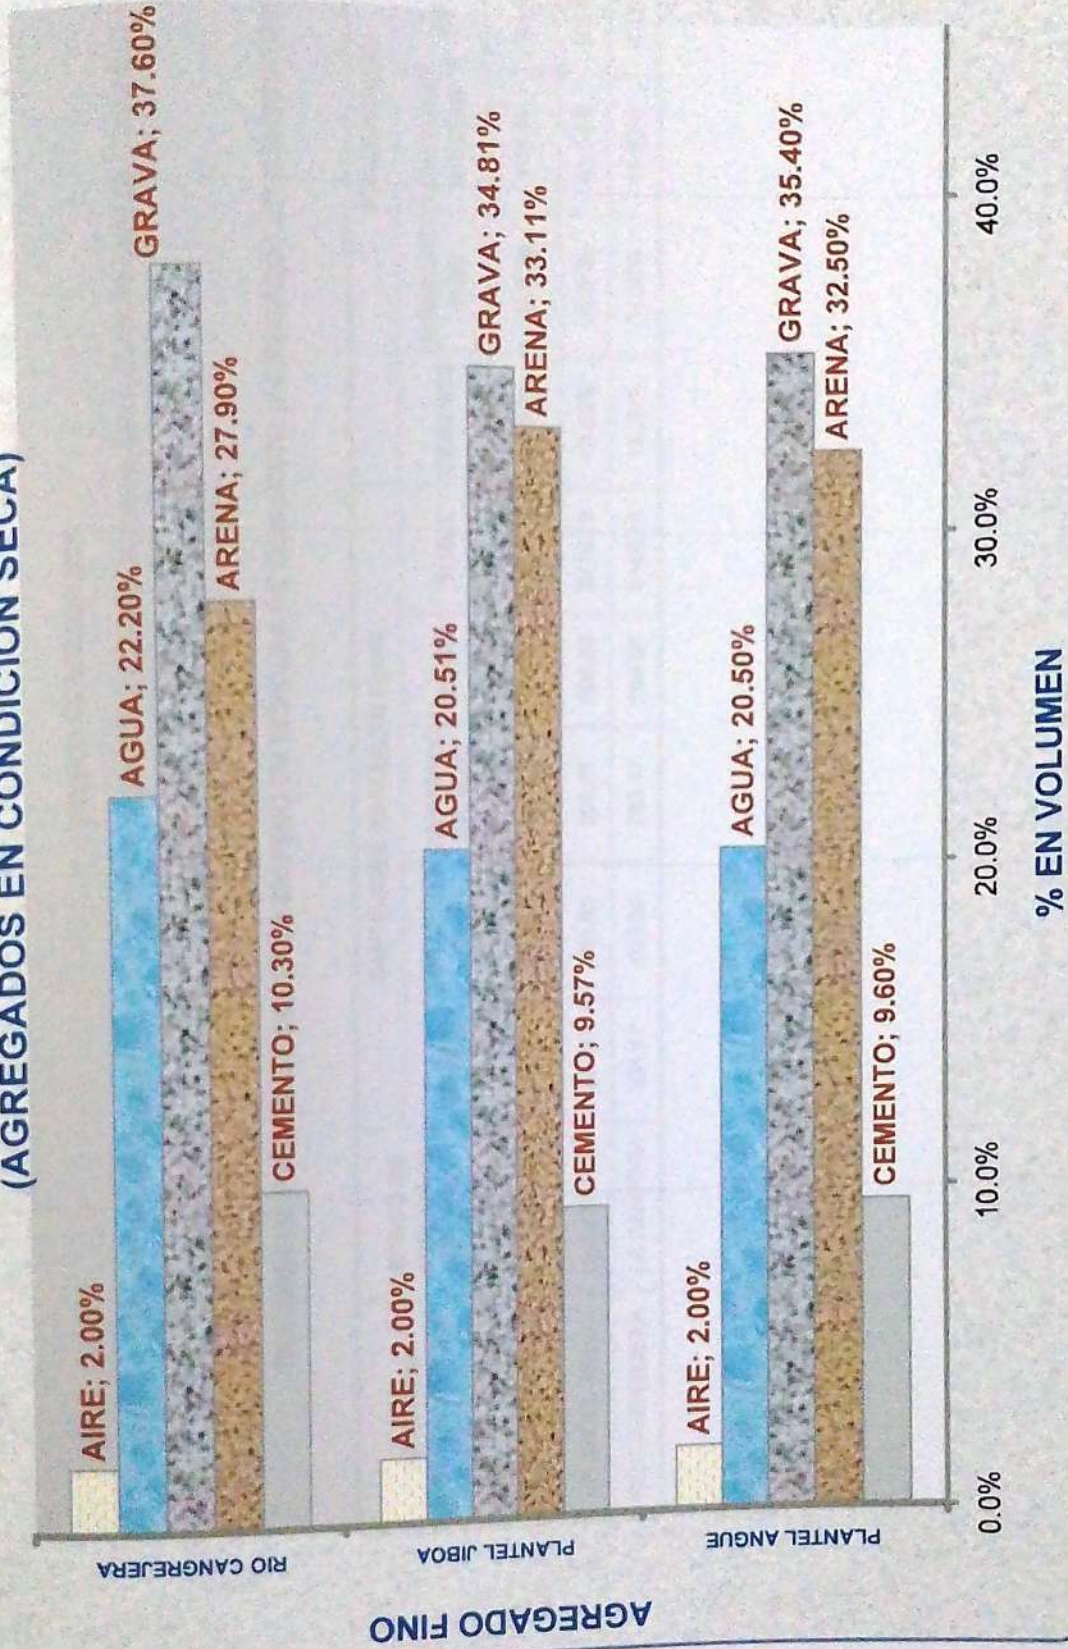 (AGREGADOS EN CONDICION SECA)
AGREGADO FINO
RIO CANGREJERA
AIRE; 2.00%
AGUA; 22.20%
GRAVA; 37.60%
ARENA; 27.90%
CEMENTO; 10.30%
PLANTEL JIBOA
AIRE; 2.00%
AGUA; 20.51%
GRAVA; 34.81%
ARENA; 33.11%
CEMENTO; 9.57%
PLANTEL ANGUE
AIRE; 2.00%
AGUA; 20.50%
GRAVA; 35.40%
ARENA; 32.50%
CEMENTO; 9.60%
0.0% 10.0% 20.0% 30.0% 40.0%
% EN VOLUMEN